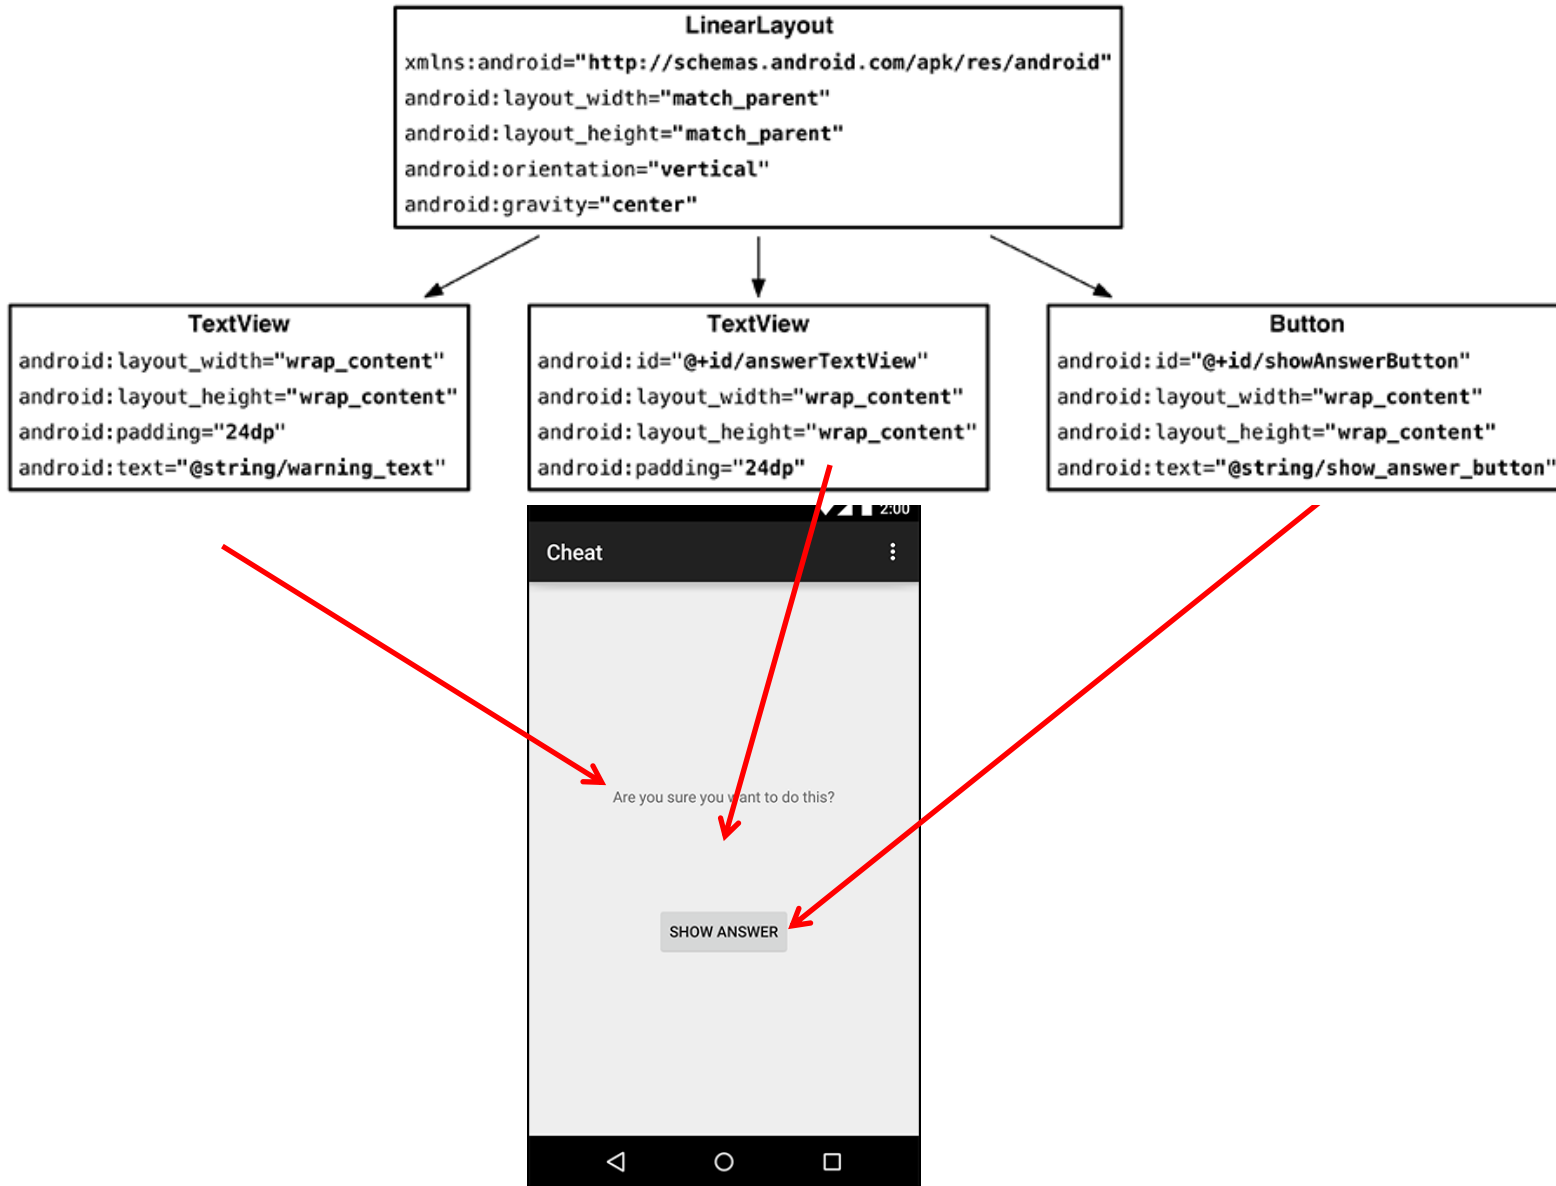 LinearLayout
xmlns:android="http://schemas.android.com/apk/res/android"
android:layout_width="match_parent"
android:layout_height="match_parent"
android:orientation="vertical"
android:gravity="center"
TextView
android:layout_width="wrap_content"
android:layout_height="wrap_content"
android:padding="24dp"
android:text="@string/warning_text"
TextView
android:id="@+id/answerTextView"
android:layout_width="wrap_content"
android:layout_height="wrap_content"
android:padding="24dp"
Button
android:id="@+id/showAnswerButton"
android:layout_width="wrap_content"
android:layout_height="wrap_content"
android:text="@string/show_answer_button"
2:00
Cheat
Are you sure you want to do this?
SHOW ANSWER